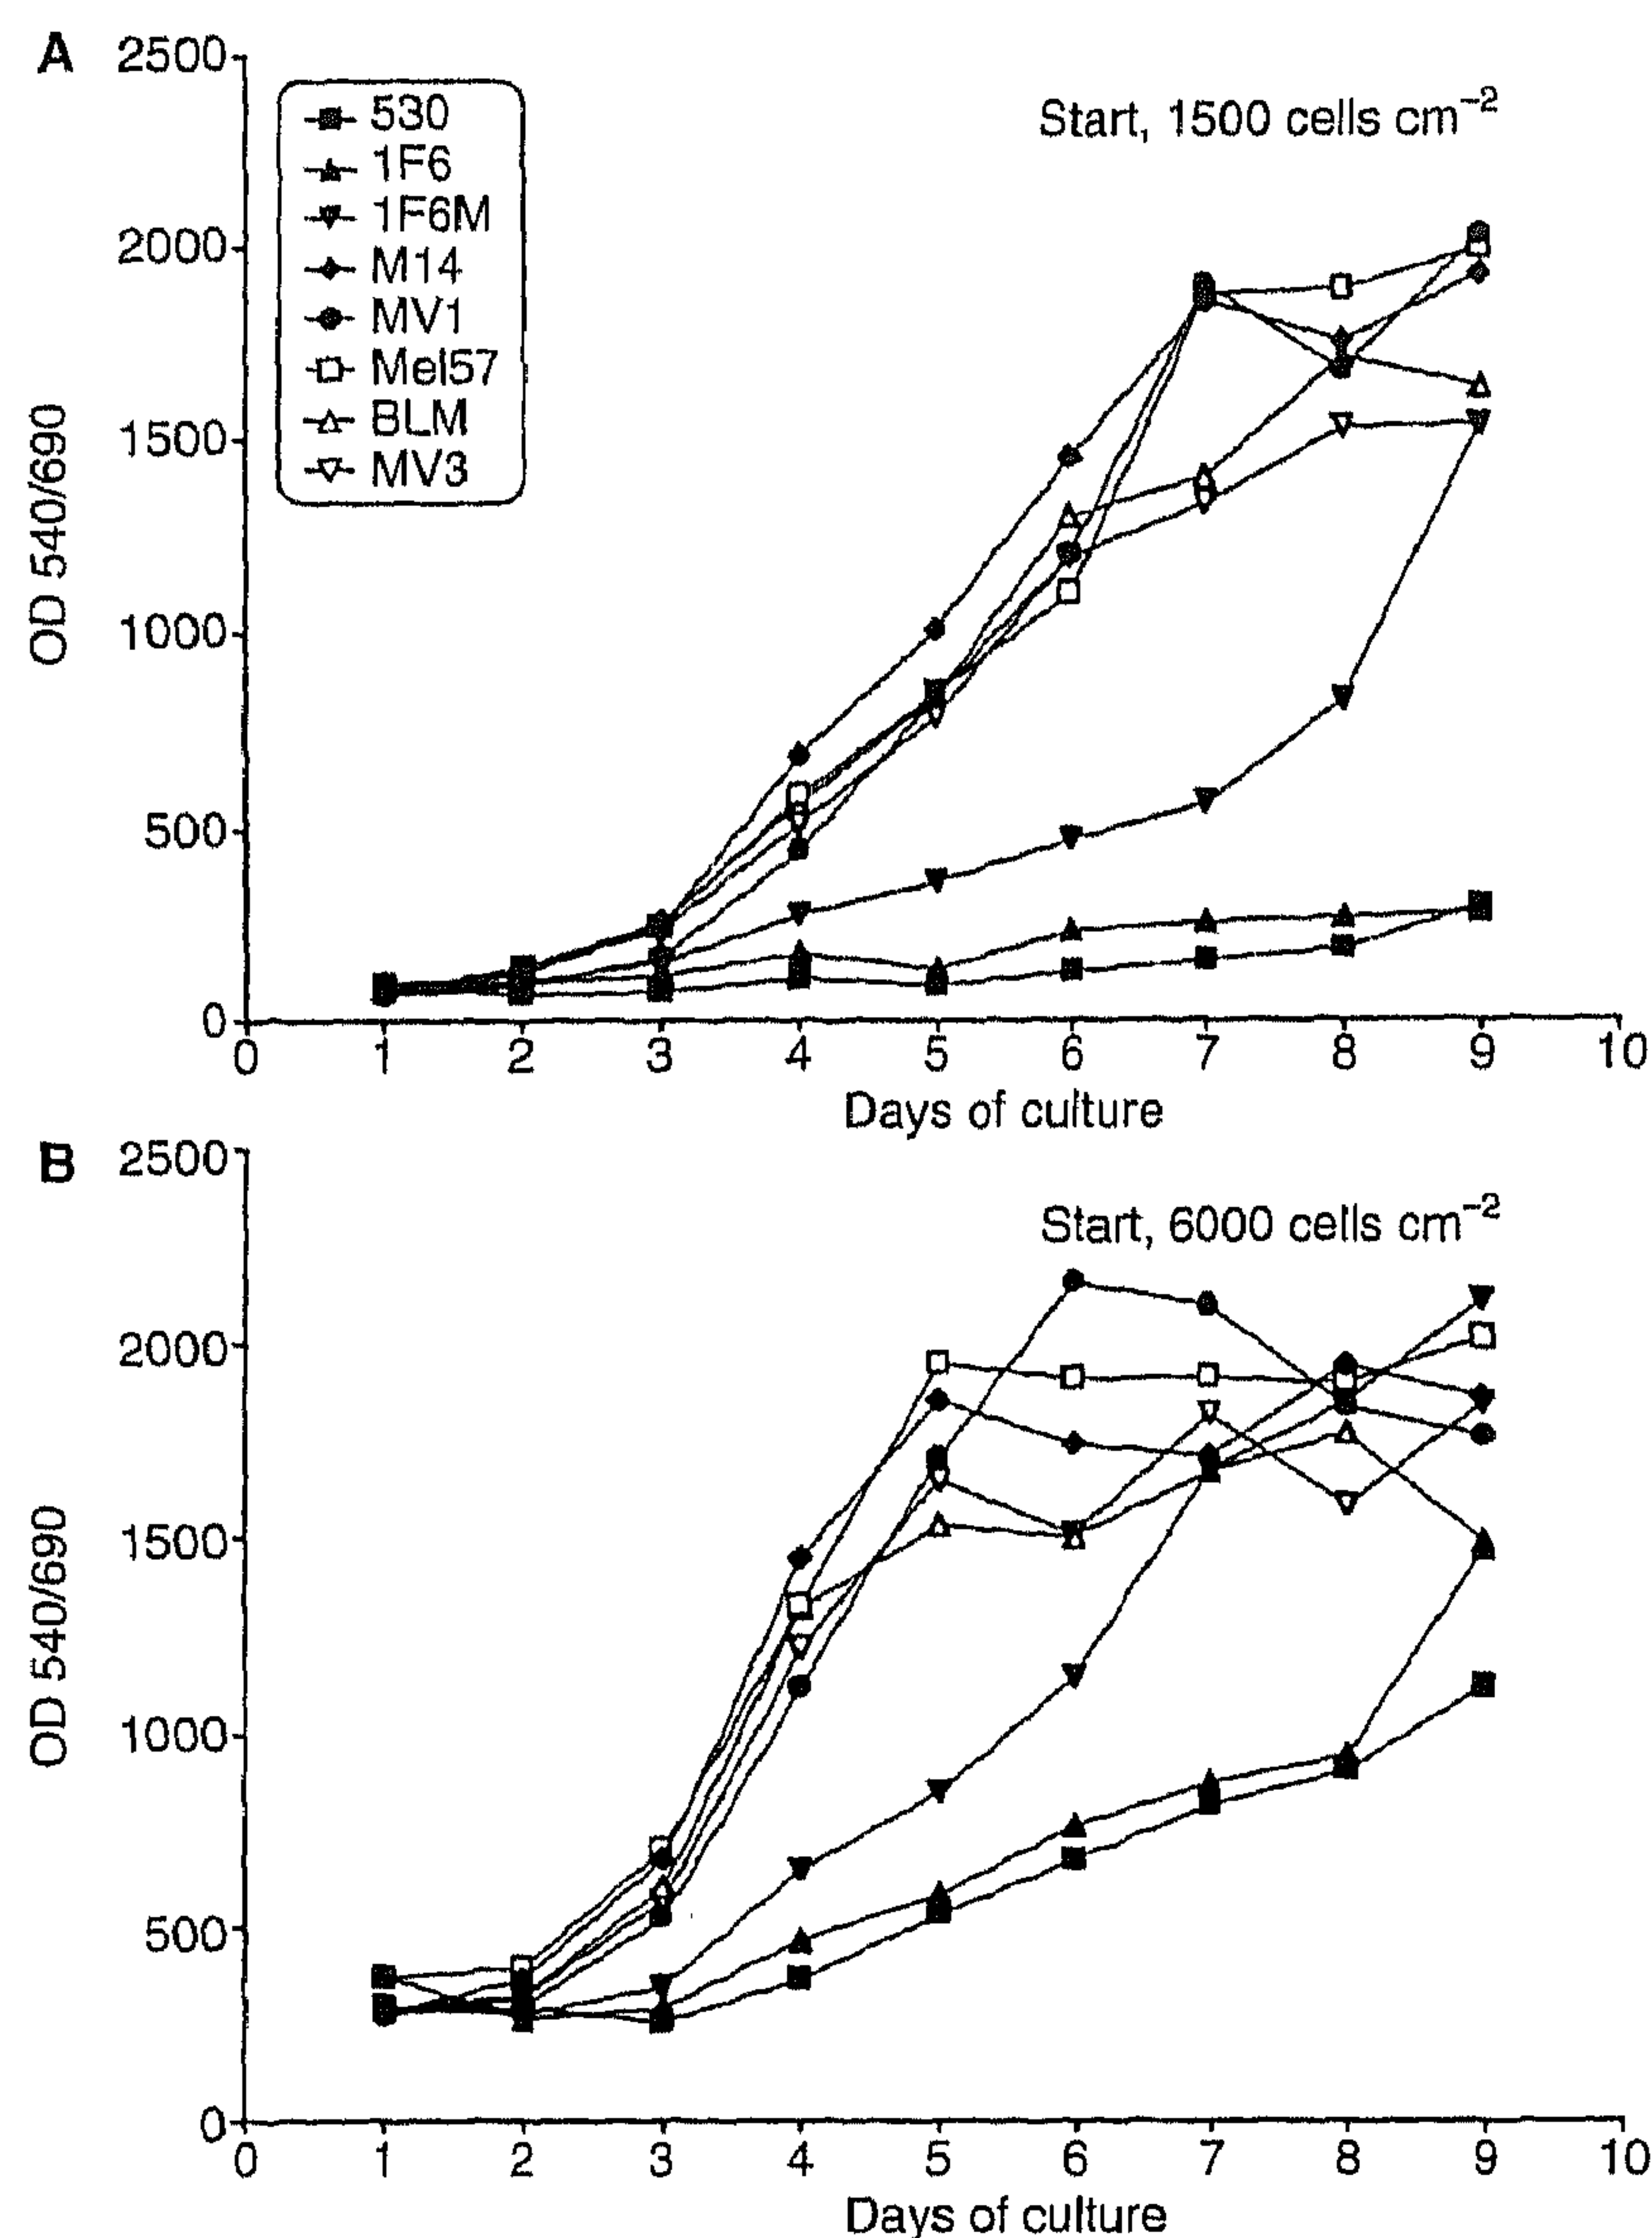 A
2500
2000
1500
1000
500
0
OD 540/690
530
1F6
1F6M
M14
MV1
Mel57
BLM
MV3
Start, 1500 cells cm⁻²
0 1 2 3 4 5 6 7 8 9 10
Days of culture
B
2500
2000
1500
1000
500
0
OD 540/690
Start, 6000 cells cm⁻²
0 1 2 3 4 5 6 7 8 9 10
Days of culture